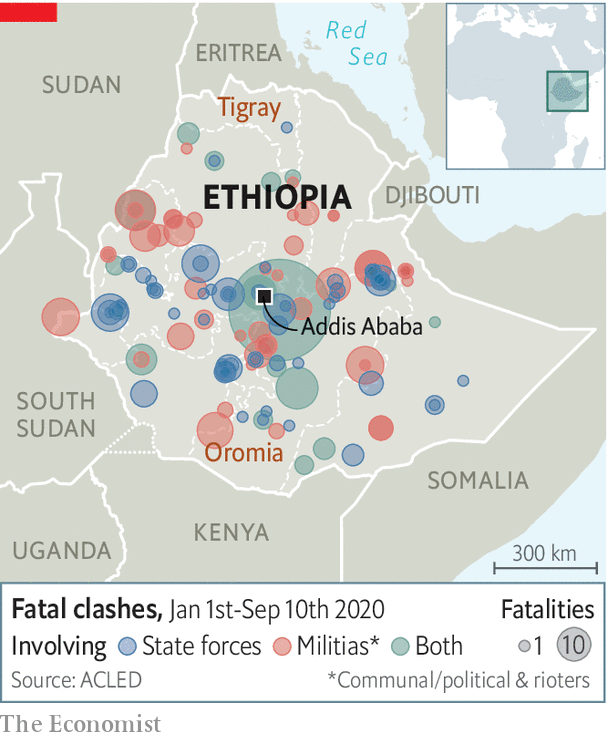 Red
Sea
ERITREA
SUDAN
Tigray
ETHIOPIA
DJIBOUTI
Addis Ababa
SOUTH
SUDAN
Oromia
SOMALIA
KENYA
UGANDA
300 km
Fatal clashes, Jan 1st-Sep 10th 2020
Fatalities
Involving State forces Militias* Both
1 10
Source: ACLED
*Communal/political & rioters
The Economist